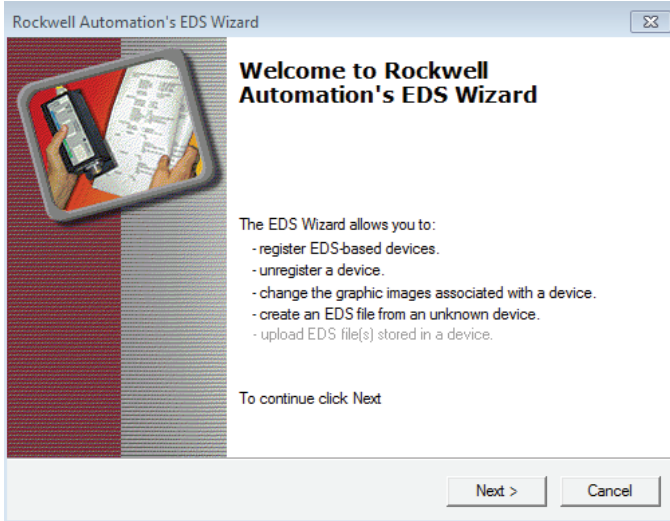 Rockwell Automation's EDS Wizard
Welcome to Rockwell
Automation's EDS Wizard
The EDS Wizard allows you to:
- register EDS-based devices.
- unregister a device.
- change the graphic images associated with a device.
- create an EDS file from an unknown device.
- upload EDS file(s) stored in a device.
To continue click Next
Next >
Cancel